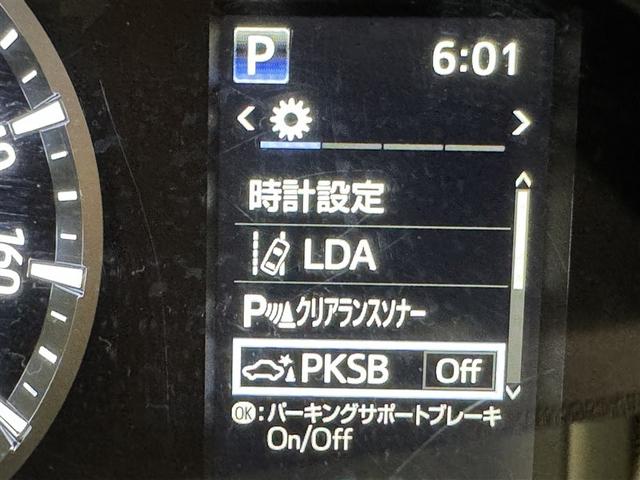 P 6:01
< >
時計設定
LDA
Pクリアランスソナー
PKSB Off
OK:パーキングサポートブレーキ
On/Off
160